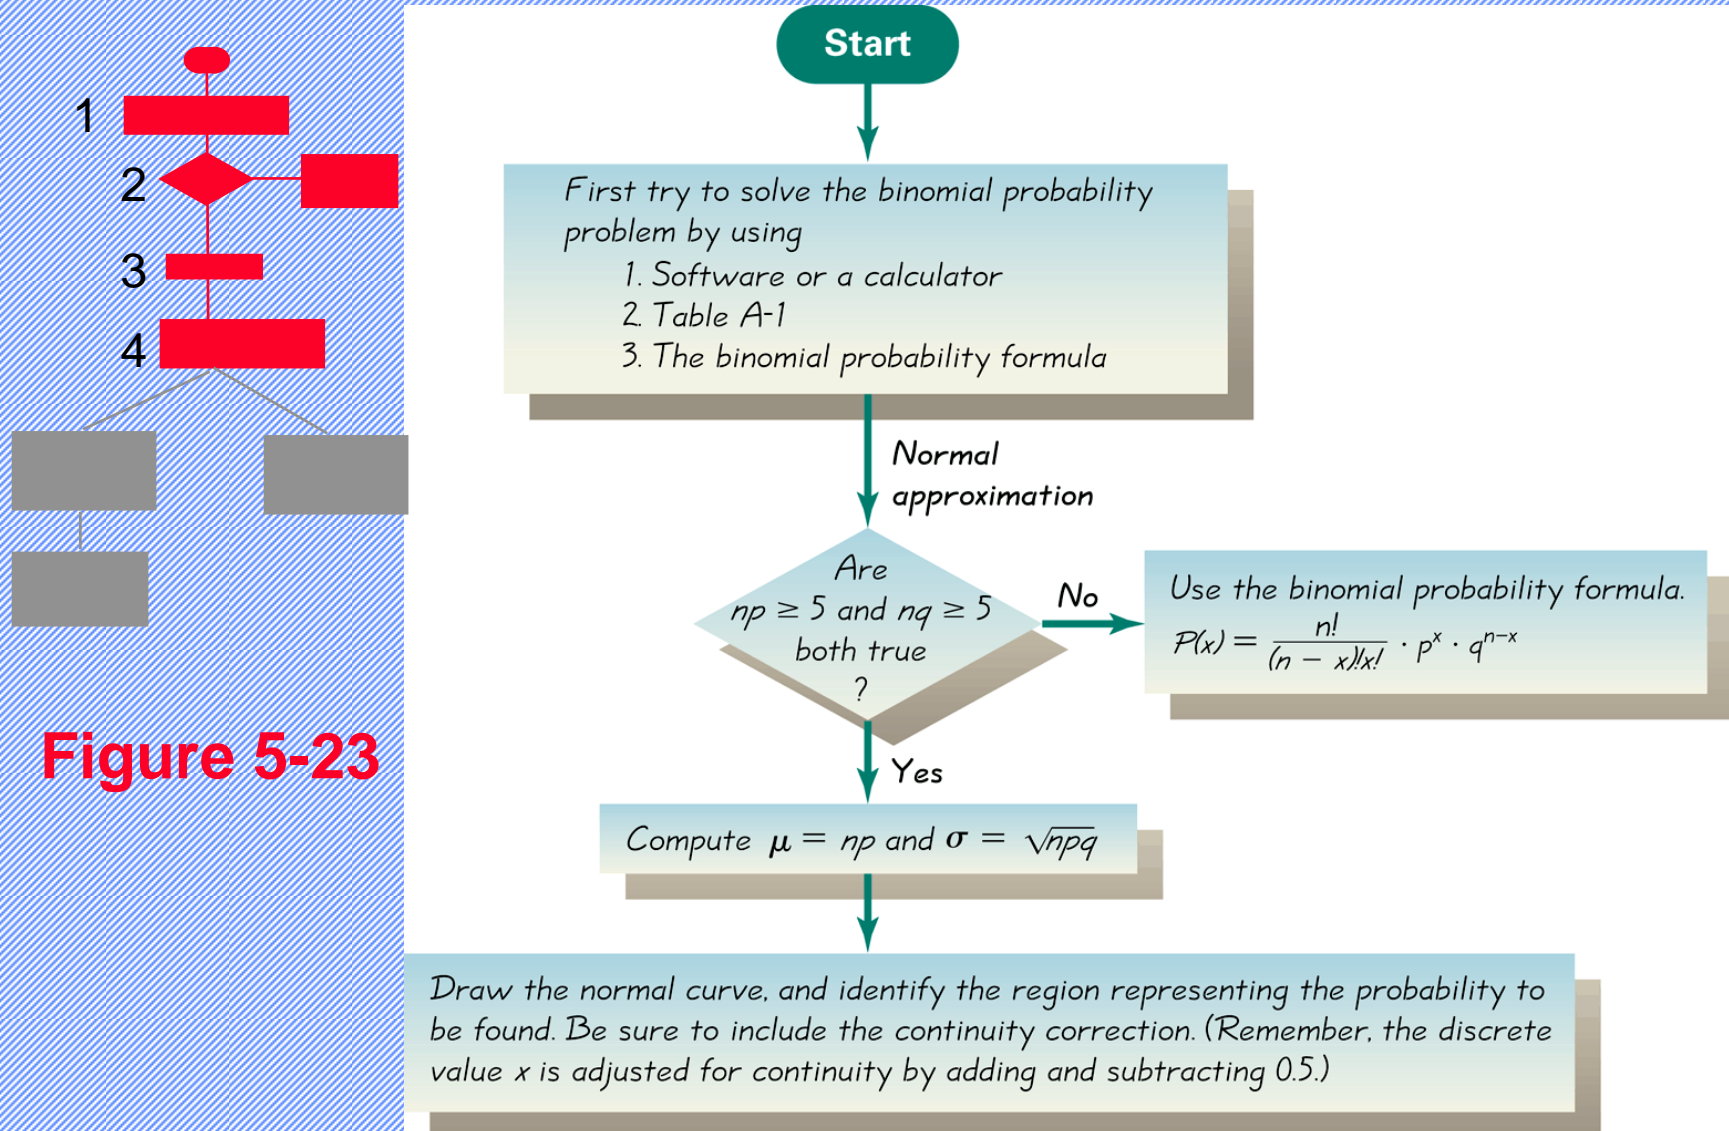 1
2
3
4
Figure 5-23
Start
First try to solve the binomial probability
problem by using
1. Software or a calculator
2. Table A-1
3. The binomial probability formula
Normal
approximation
Are
np ≥ 5 and nq ≥ 5
both true
?
No
Use the binomial probability formula.
P(x) = n!/((n − x)!x!) · pˣ · qⁿ⁻ˣ
Yes
Compute μ = np and σ = √npq
Draw the normal curve, and identify the region representing the probability to
be found. Be sure to include the continuity correction. (Remember, the discrete
value x is adjusted for continuity by adding and subtracting 0.5.)